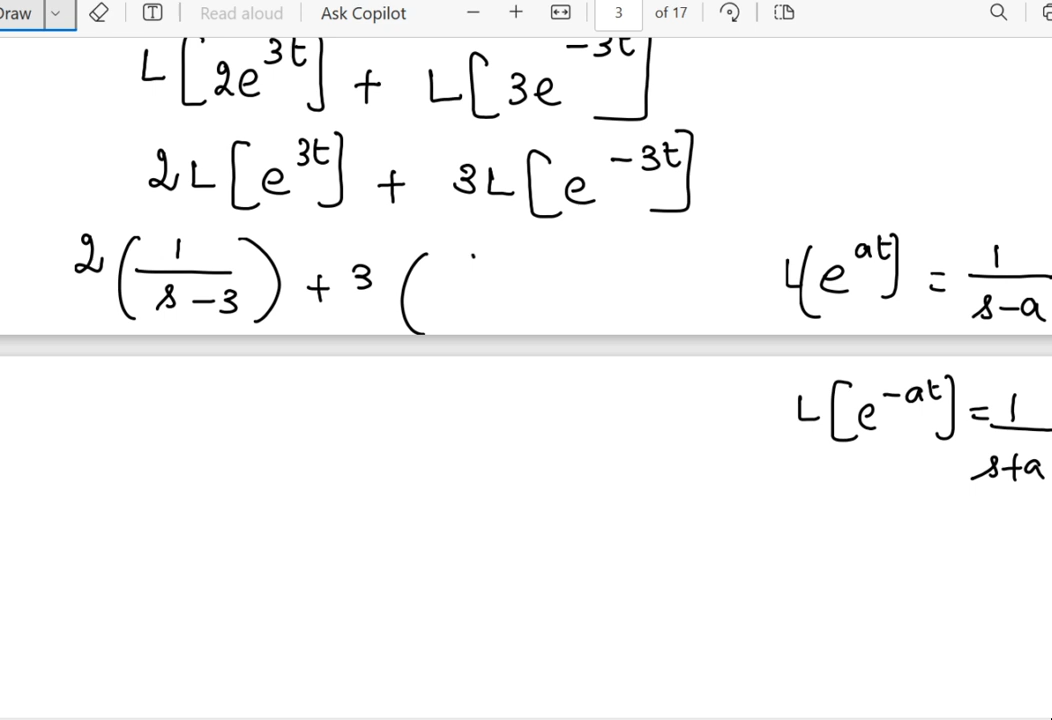 Draw Read aloud Ask Copilot − + 3 of 17
L[2e^{3t}] + L[3e^{-3t}]
2L[e^{3t}] + 3L[e^{-3t}]
2(1/(s-3)) + 3(
L[e^{at}] = 1/(s-a)
L[e^{-at}] = 1/(s+a)